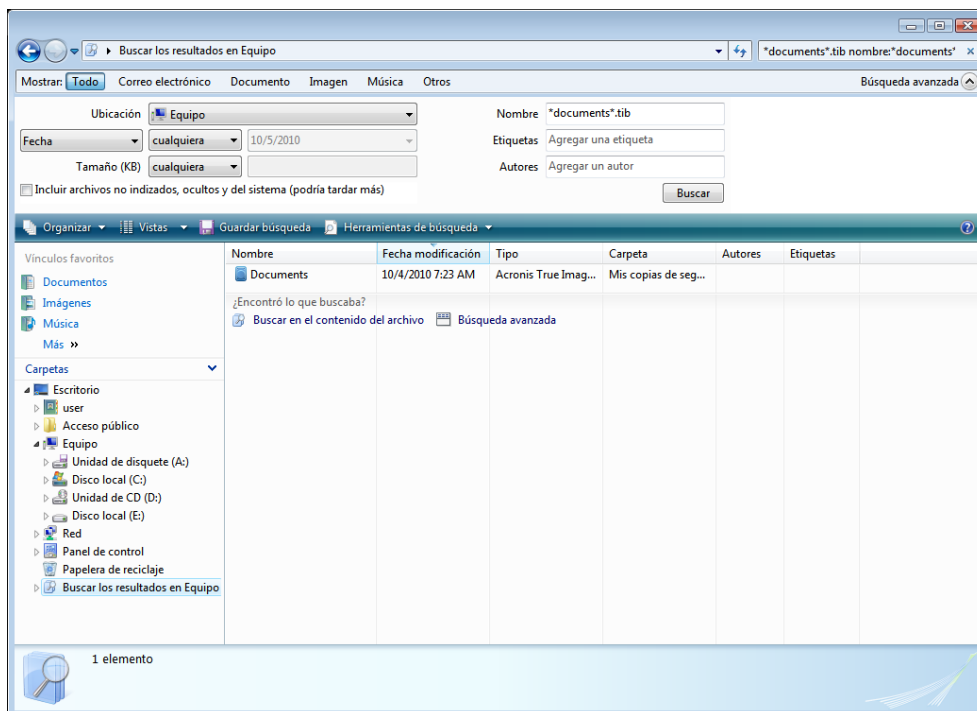 Buscar los resultados en Equipo
*documents*.tib nombre:*documents*
Mostrar: Todo Correo electrónico Documento Imagen Música Otros
Búsqueda avanzada
Ubicación Equipo
Nombre *documents*.tib
Fecha cualquiera 10/5/2010
Etiquetas Agregar una etiqueta
Tamaño (KB) cualquiera
Autores Agregar un autor
Incluir archivos no indizados, ocultos y del sistema (podría tardar más)
Buscar
Organizar Vistas Guardar búsqueda Herramientas de búsqueda
Vínculos favoritos
Documentos
Imágenes
Música
Más »
Carpetas
Escritorio
user
Acceso público
Equipo
Unidad de disquete (A:)
Disco local (C:)
Unidad de CD (D:)
Disco local (E:)
Red
Panel de control
Papelera de reciclaje
Buscar los resultados en Equipo
Nombre Fecha modificación Tipo Carpeta Autores Etiquetas
Documents 10/4/2010 7:23 AM Acronis True Imag... Mis copias de seg...
¿Encontró lo que buscaba?
Buscar en el contenido del archivo Búsqueda avanzada
1 elemento